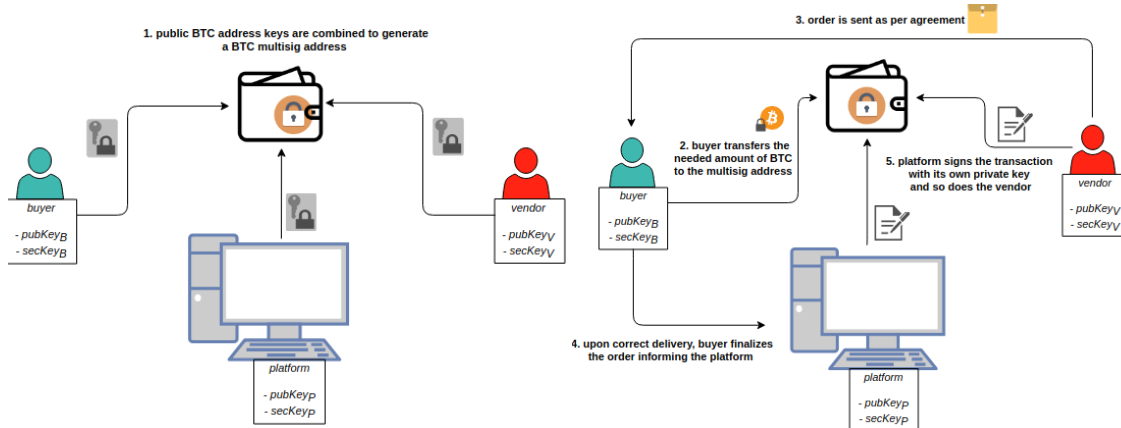 1. public BTC address keys are combined to generate
a BTC multisig address
buyer
- pubKeyB
- secKeyB
vendor
- pubKeyV
- secKeyV
platform
- pubKeyP
- secKeyP
3. order is sent as per agreement
2. buyer transfers the
needed amount of BTC
to the multisig address
5. platform signs the transaction
with its own private key
and so does the vendor
buyer
- pubKeyB
- secKeyB
vendor
- pubKeyV
- secKeyV
4. upon correct delivery, buyer finalizes
the order informing the platform
platform
- pubKeyP
- secKeyP